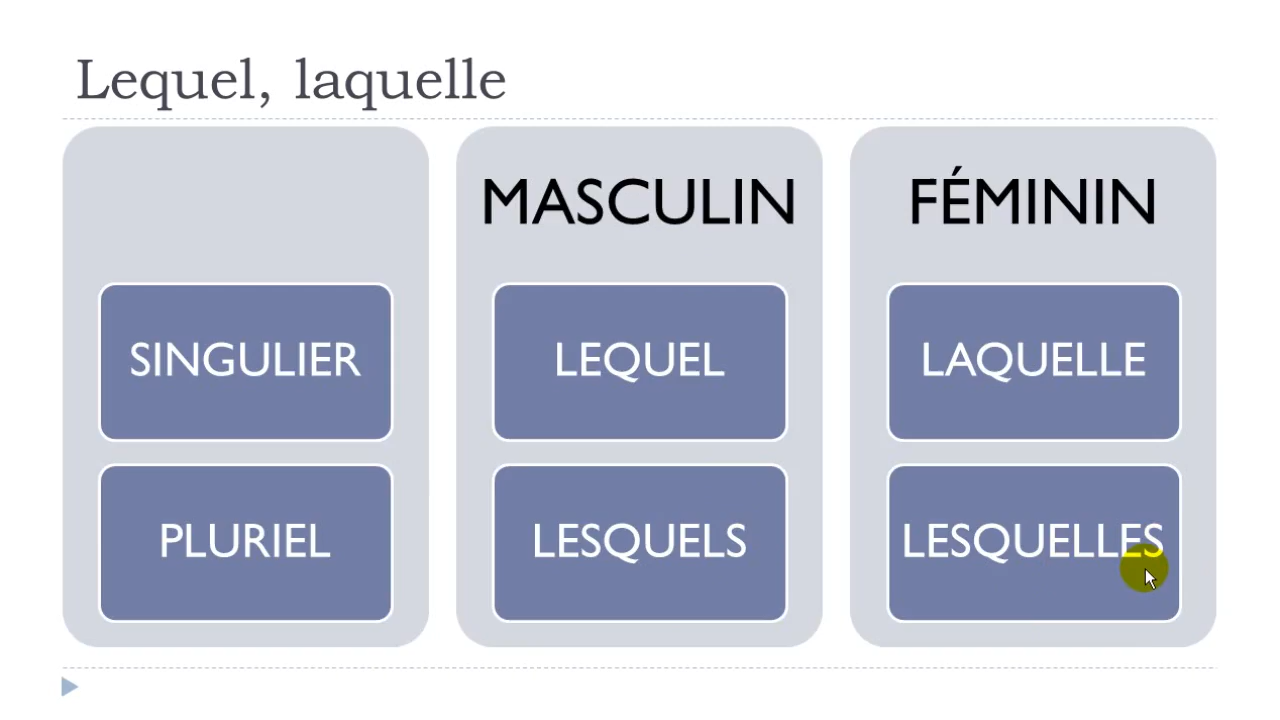 Lequel, laquelle
MASCULIN
FÉMININ
SINGULIER
LEQUEL
LAQUELLE
PLURIEL
LESQUELS
LESQUELLES